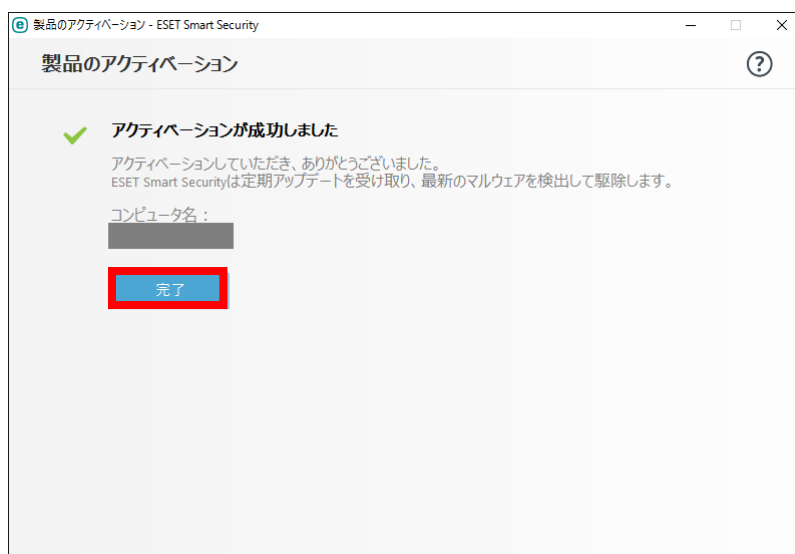 製品のアクティベーション - ESET Smart Security
製品のアクティベーション
アクティベーションが成功しました
アクティベーションしていただき、ありがとうございました。
ESET Smart Securityは定期アップデートを受け取り、最新のマルウェアを検出して駆除します。
コンピュータ名：
完了